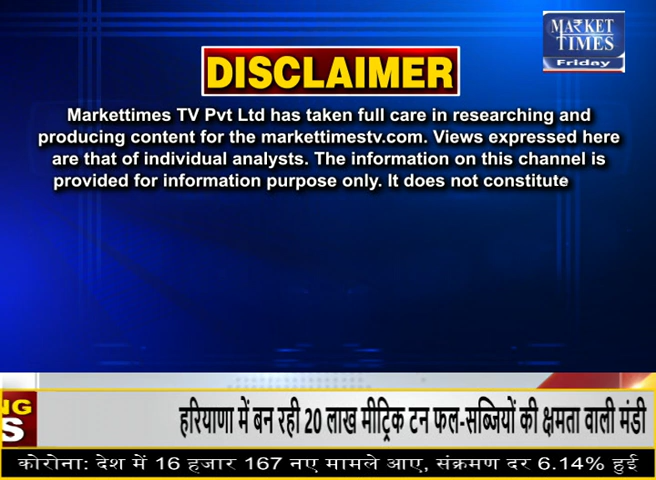 MARKET
TIMES
Friday
DISCLAIMER
Markettimes TV Pvt Ltd has taken full care in researching and
producing content for the markettimestv.com. Views expressed here
are that of individual analysts. The information on this channel is
provided for information purpose only. It does not constitute
NG
S
हरियाणा में बन रही 20 लाख मीट्रिक टन फल-सब्जियों की क्षमता वाली मंडी
कोरोना: देश में 16 हजार 167 नए मामले आए, संक्रमण दर 6.14% हुई